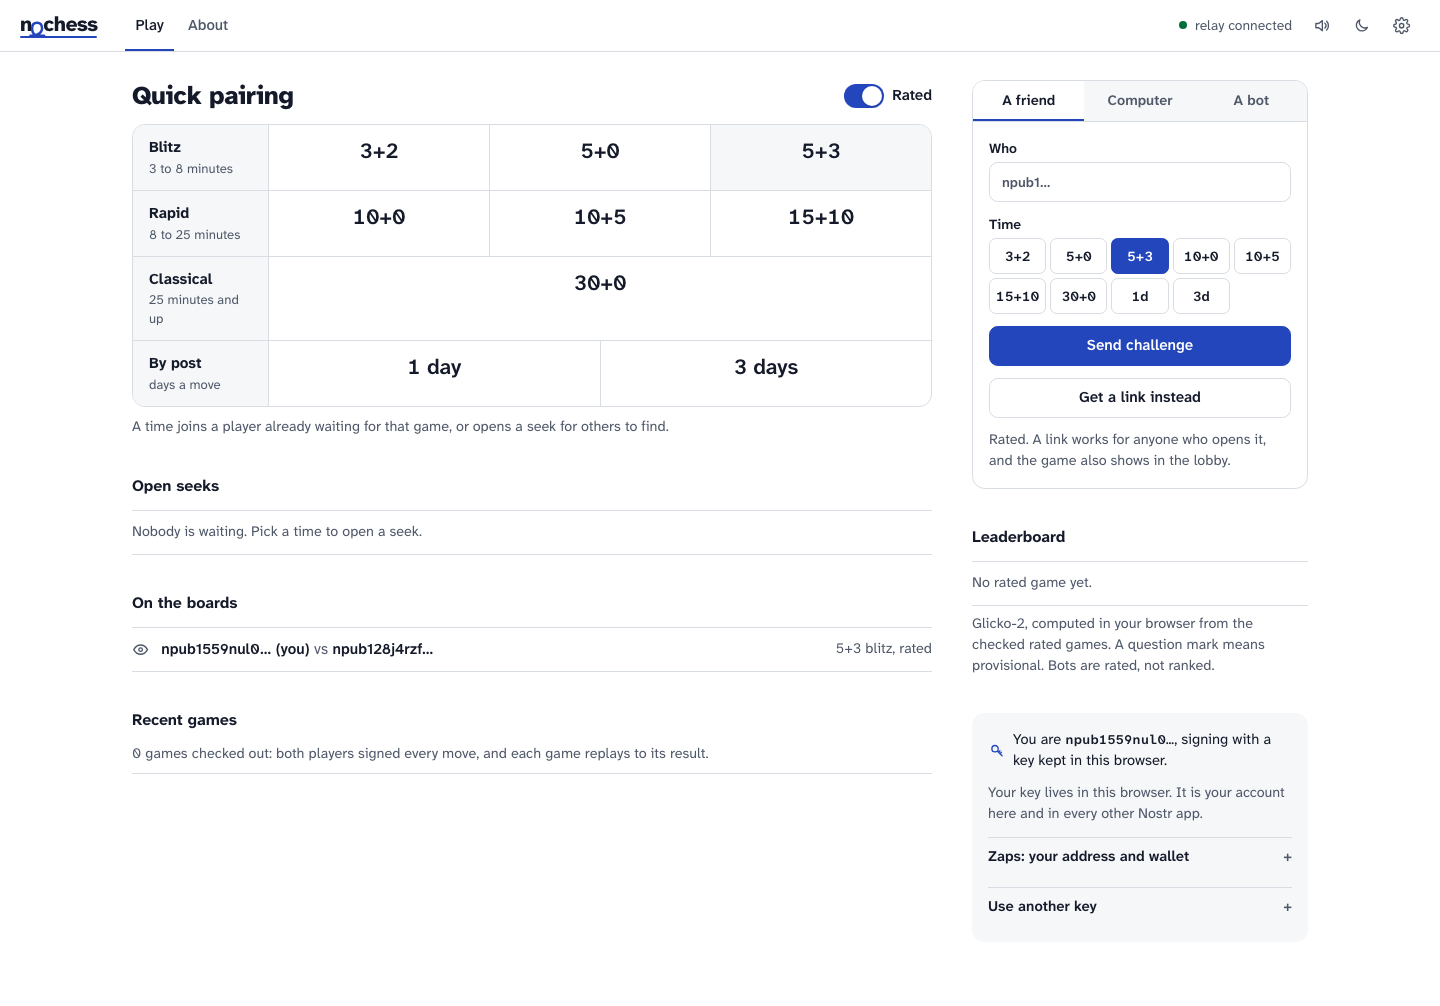 nochess
Play
About
relay connected
Quick pairing
Rated
Blitz
3 to 8 minutes
3+2
5+0
5+3
Rapid
8 to 25 minutes
10+0
10+5
15+10
Classical
25 minutes and
up
30+0
By post
days a move
1 day
3 days
A time joins a player already waiting for that game, or opens a seek for others to find.
Open seeks
Nobody is waiting. Pick a time to open a seek.
On the boards
npub1559nul0... (you) vs npub128j4rzf...
5+3 blitz, rated
Recent games
0 games checked out: both players signed every move, and each game replays to its result.
A friend
Computer
A bot
Who
npub1...
Time
3+2
5+0
5+3
10+0
10+5
15+10
30+0
1d
3d
Send challenge
Get a link instead
Rated. A link works for anyone who opens it,
and the game also shows in the lobby.
Leaderboard
No rated game yet.
Glicko-2, computed in your browser from the
checked rated games. A question mark means
provisional. Bots are rated, not ranked.
You are npub1559nul0…, signing with a
key kept in this browser.
Your key lives in this browser. It is your account
here and in every other Nostr app.
Zaps: your address and wallet +
Use another key +